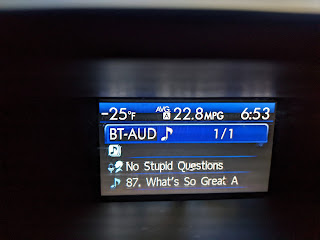 -25°F AVG A 22.8MPG 6:53
BT-AUD 1/1
No Stupid Questions
87. What's So Great A